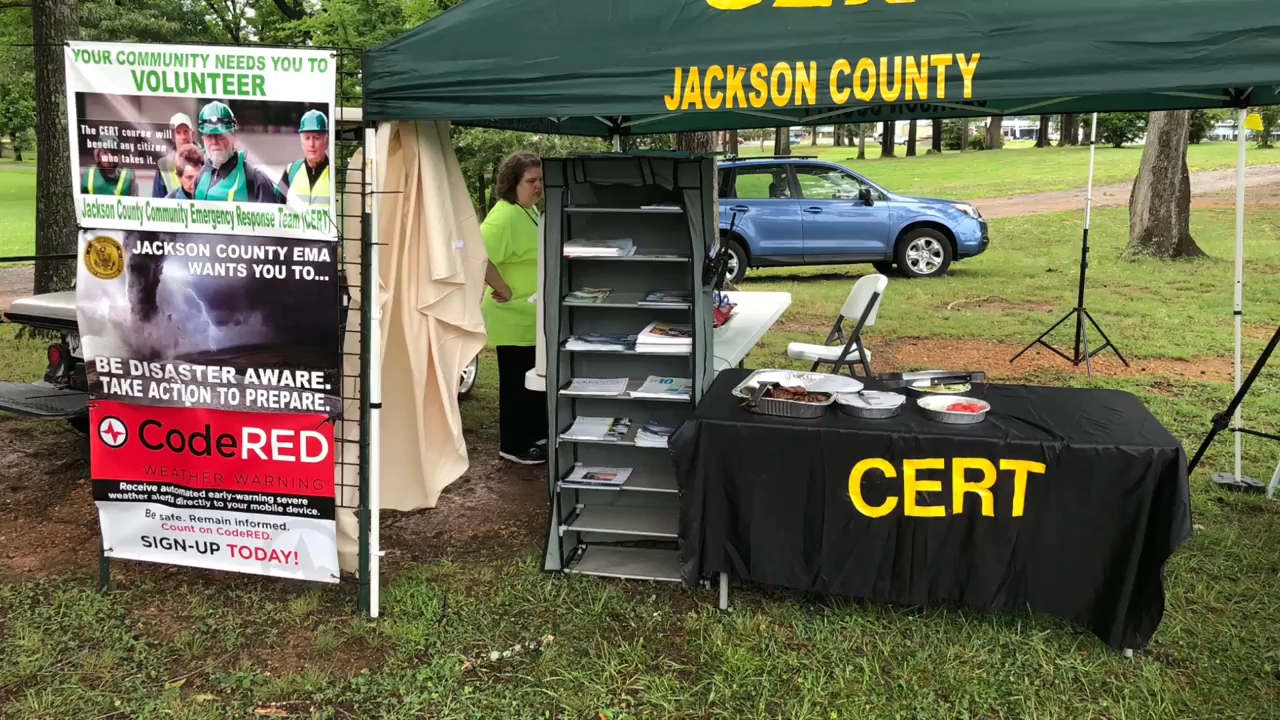 YOUR COMMUNITY NEEDS YOU TO
VOLUNTEER
The CERT course will
benefit any citizen
who takes it.
Jackson County Community Emergency Response Team (CERT)
JACKSON COUNTY EMA
WANTS YOU TO...
BE DISASTER AWARE.
TAKE ACTION TO PREPARE.
CodeRED
WEATHER WARNING
Receive automated early-warning severe
weather alerts directly to your mobile device.
Be safe. Remain informed.
Count on CodeRED.
SIGN-UP TODAY!
JACKSON COUNTY
CERT